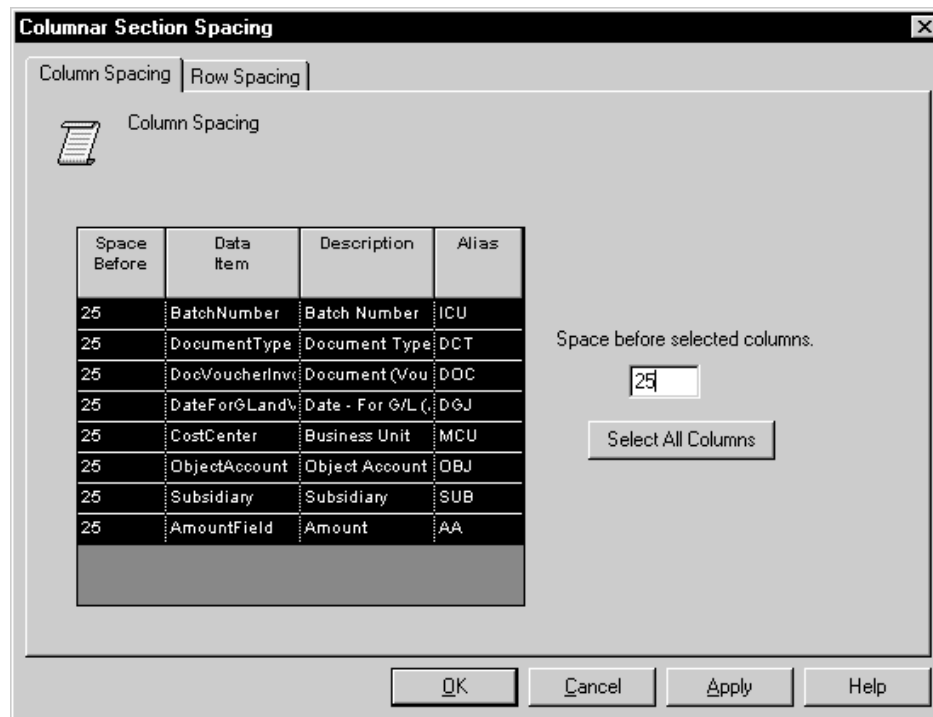 Columnar Section Spacing
Column Spacing Row Spacing
Column Spacing
Space Before Data Item Description Alias
25 BatchNumber Batch Number ICU
25 DocumentType Document Type DCT
25 DocVoucherInv Document (Vou DOC
25 DateForGLand Date - For G/L ( DGJ
25 CostCenter Business Unit MCU
25 ObjectAccount Object Account OBJ
25 Subsidiary Subsidiary SUB
25 AmountField Amount AA
Space before selected columns.
25
Select All Columns
OK Cancel Apply Help